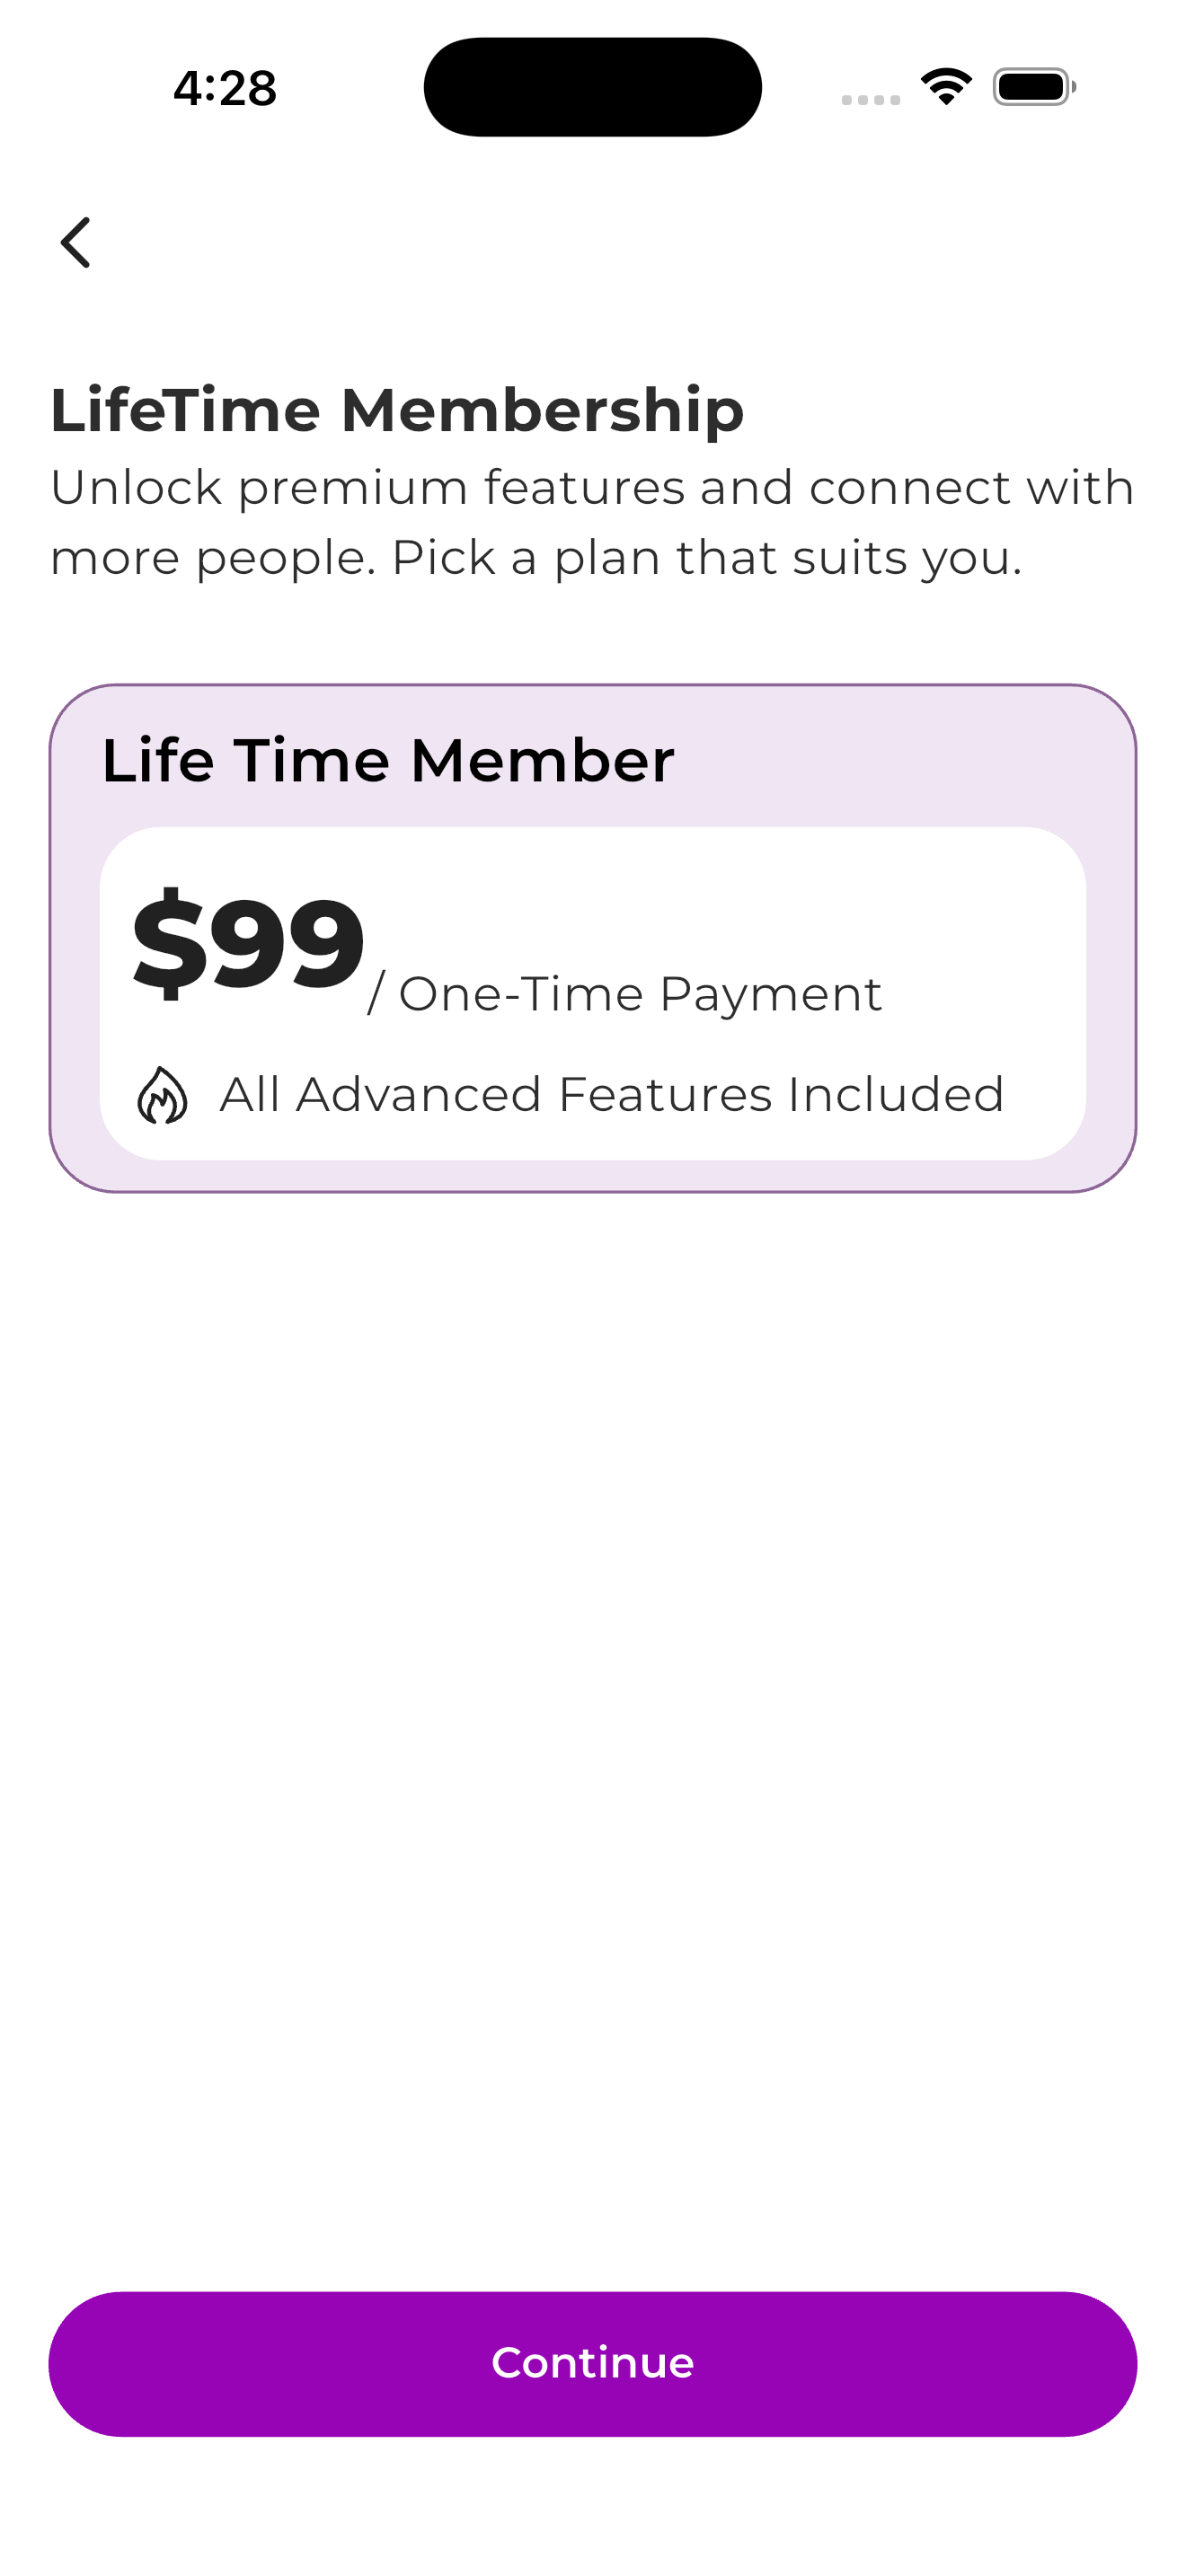 4:28
LifeTime Membership
Unlock premium features and connect with
more people. Pick a plan that suits you.
Life Time Member
$99/ One-Time Payment
All Advanced Features Included
Continue